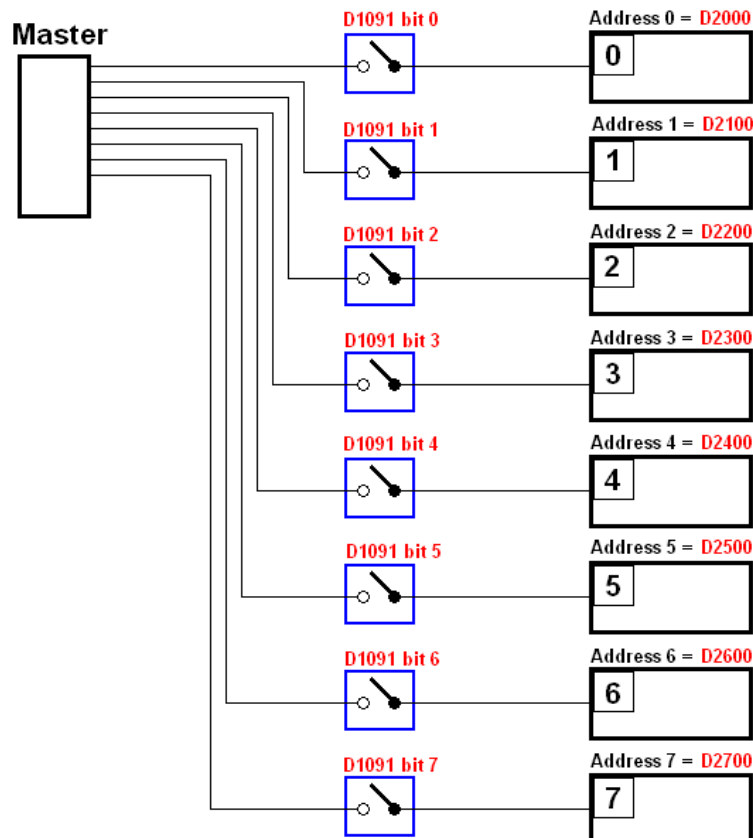 D1091 bit 0
Address 0 = D2000
Master
0
D1091 bit 1
Address 1 = D2100
1
D1091 bit 2
Address 2 = D2200
2
D1091 bit 3
Address 3 = D2300
3
D1091 bit 4
Address 4 = D2400
4
D1091 bit 5
Address 5 = D2500
5
D1091 bit 6
Address 6 = D2600
6
D1091 bit 7
Address 7 = D2700
7